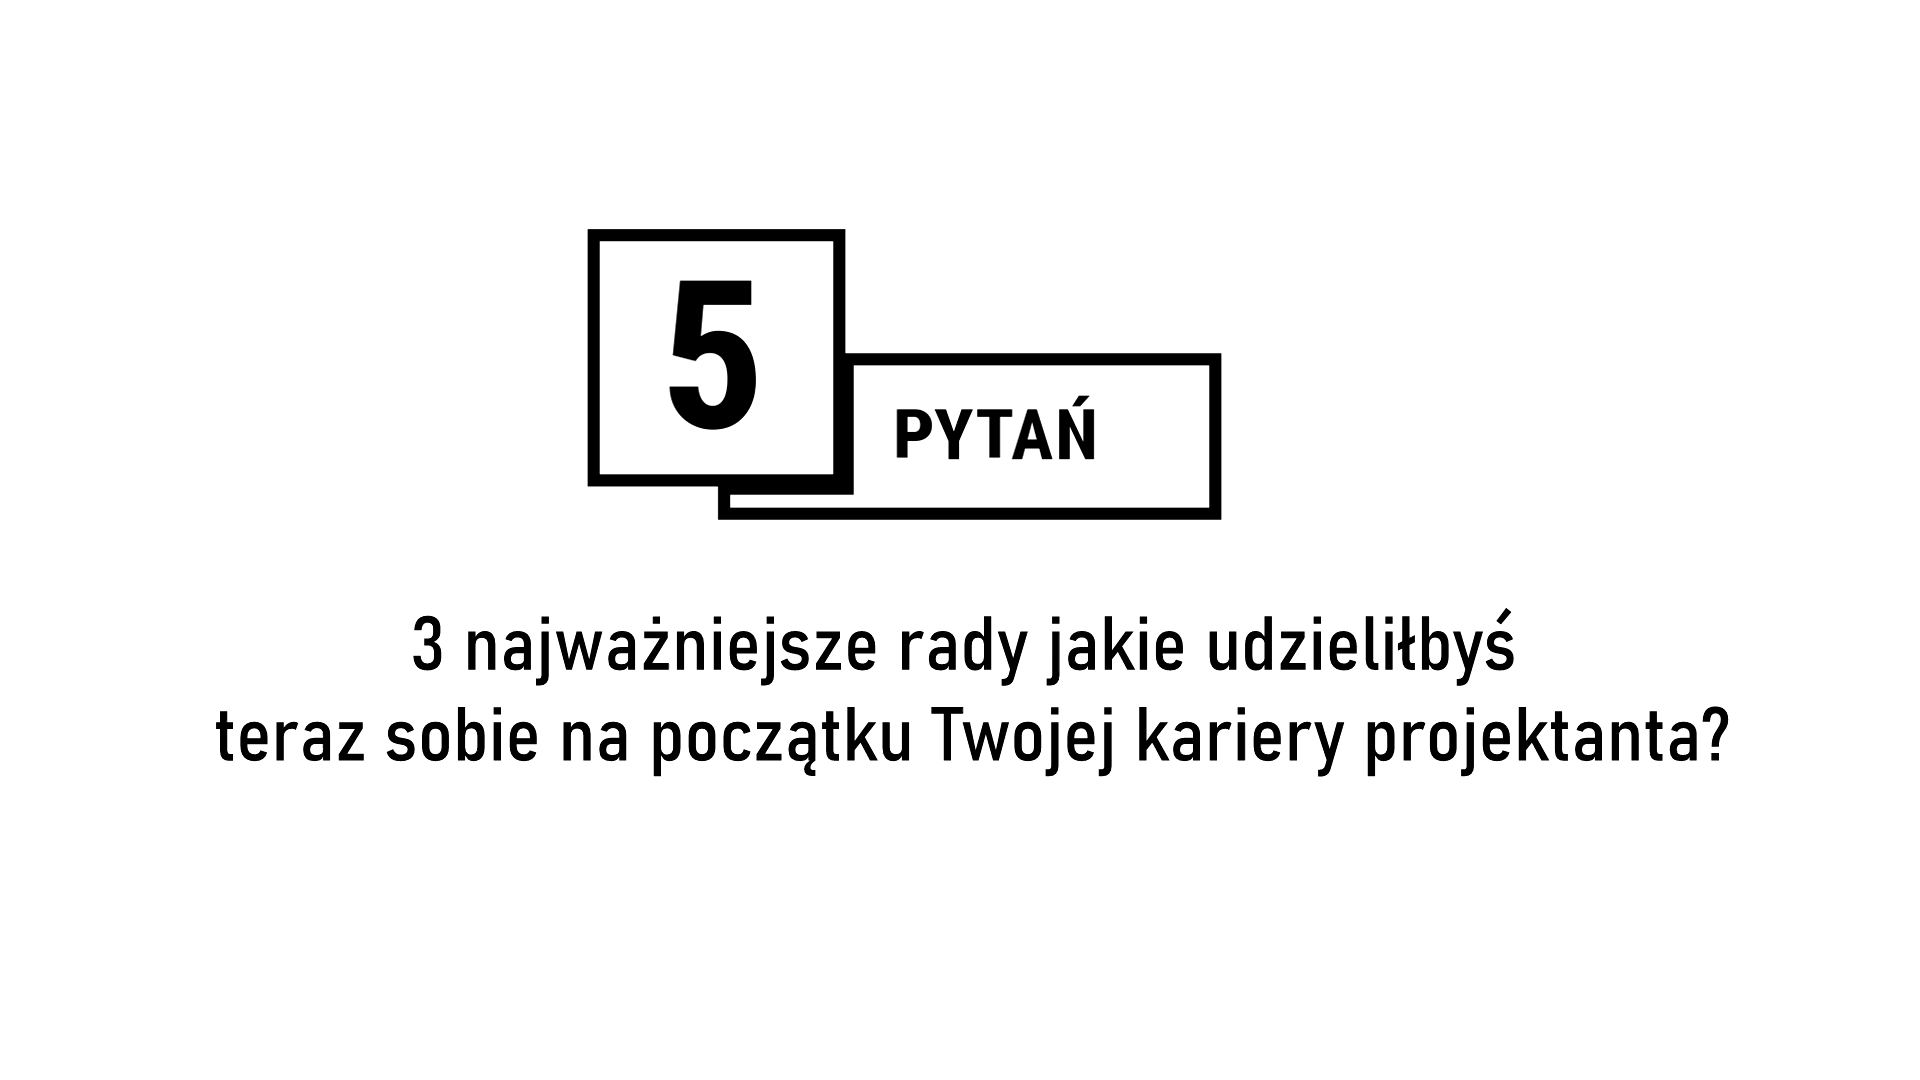 5
PYTAŃ
3 najważniejsze rady jakie udzieliłbyś
teraz sobie na początku Twojej kariery projektanta?